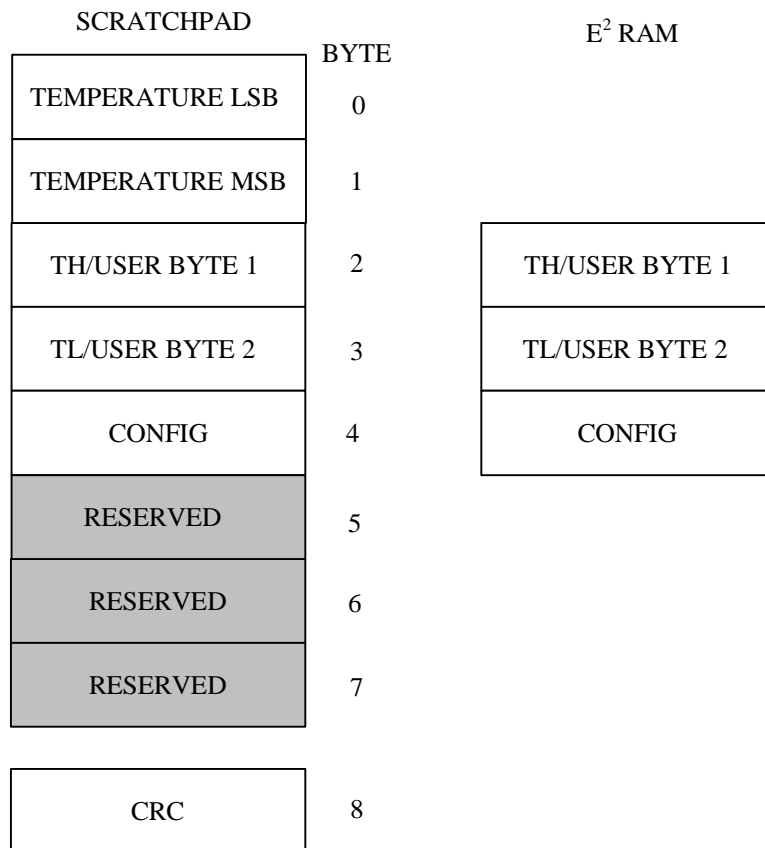 SCRATCHPAD
BYTE
E² RAM
TEMPERATURE LSB
0
TEMPERATURE MSB
1
TH/USER BYTE 1
2
TH/USER BYTE 1
TL/USER BYTE 2
3
TL/USER BYTE 2
CONFIG
4
CONFIG
RESERVED
5
RESERVED
6
RESERVED
7
CRC
8